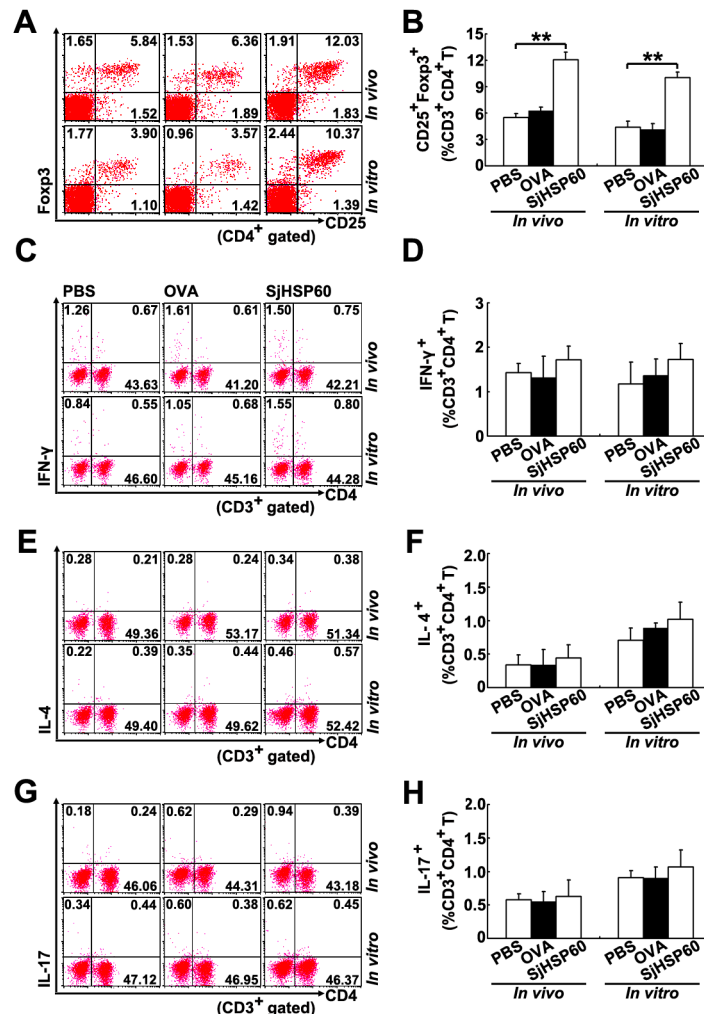 A
1.65 5.84 1.53 6.36 1.91 12.03
1.52 1.89 1.83
In vivo
1.77 3.90 0.96 3.57 2.44 10.37
1.10 1.42 1.39
In vitro
Foxp3
CD25
(CD4+ gated)
B
CD25+Foxp3+
(%CD3+CD4+ T)
15
12
9
6
3
0
** **
PBS OVA SjHSP60 PBS OVA SjHSP60
In vivo In vitro
C
PBS OVA SjHSP60
1.26 0.67 1.61 0.61 1.50 0.75
43.63 41.20 42.21
In vivo
0.84 0.55 1.05 0.68 1.55 0.80
46.60 45.16 44.28
In vitro
IFN-γ
CD4
(CD3+ gated)
D
IFN-γ+
(%CD3+CD4+ T)
3
2
1
0
PBS OVA SjHSP60 PBS OVA SjHSP60
In vivo In vitro
E
0.28 0.21 0.28 0.24 0.34 0.38
49.36 53.17 51.34
In vivo
0.22 0.39 0.35 0.44 0.46 0.57
49.40 49.62 52.42
In vitro
IL-4
CD4
(CD3+ gated)
F
IL- 4+
(%CD3+CD4+ T)
2.0
1.5
1.0
0.5
0
PBS OVA SjHSP60 PBS OVA SjHSP60
In vivo In vitro
G
0.18 0.24 0.62 0.29 0.94 0.39
46.06 44.31 43.18
In vivo
0.34 0.44 0.60 0.38 0.62 0.45
47.12 46.95 46.37
In vitro
IL-17
CD4
(CD3+ gated)
H
IL-17+
(%CD3+CD4+ T)
2.0
1.5
1.0
0.5
0
PBS OVA SjHSP60 PBS OVA SjHSP60
In vivo In vitro